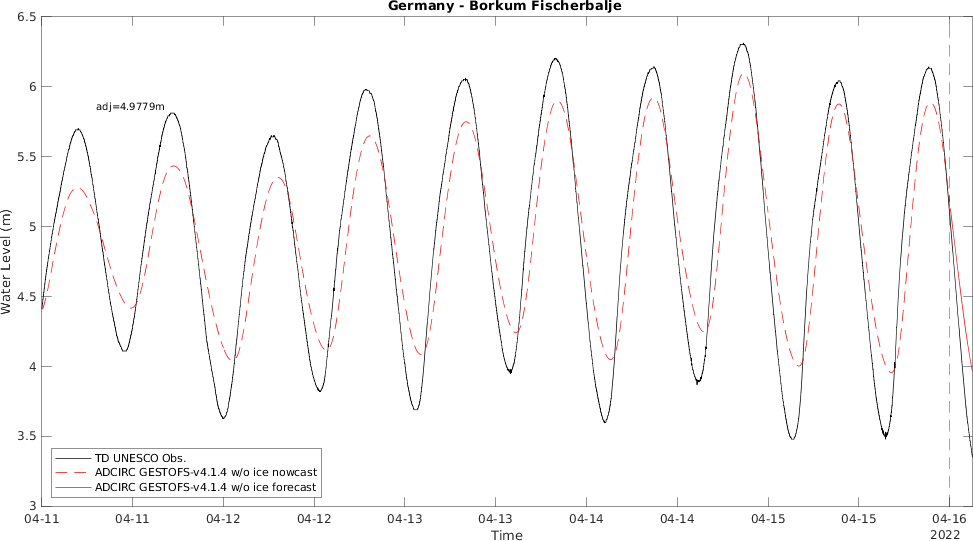 Germany - Borkum Fischerbalje
6.5
6
5.5
5
4.5
4
3.5
3
Water Level (m)
adj=4.9779m
TD UNESCO Obs.
ADCIRC GESTOFS-v4.1.4 w/o ice nowcast
ADCIRC GESTOFS-v4.1.4 w/o ice forecast
04-11 04-11 04-12 04-12 04-13 04-13 04-14 04-14 04-15 04-15 04-16
Time
2022